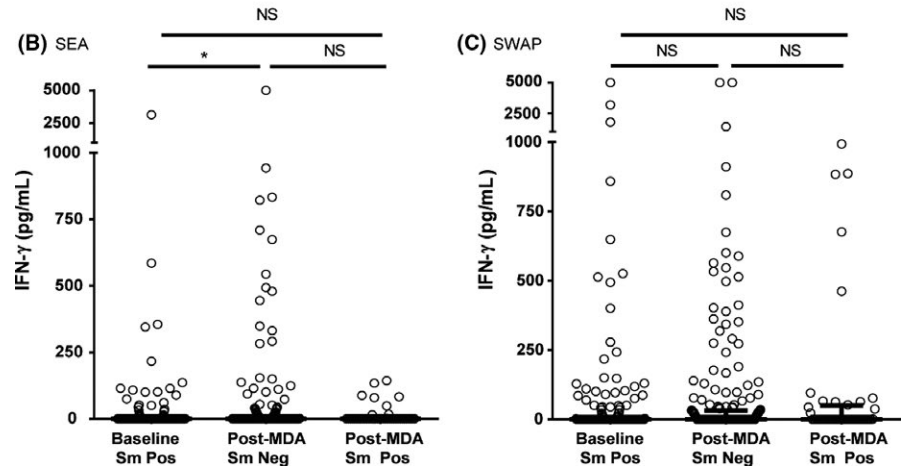 NS
(B) SEA
* NS
5000
2500
1000
750
500
250
0
IFN-γ (pg/mL)
Baseline Post-MDA Post-MDA
Sm Pos Sm Neg Sm Pos
NS
(C) SWAP
NS NS
5000
2500
1000
750
500
250
0
IFN-γ (pg/mL)
Baseline Post-MDA Post-MDA
Sm Pos Sm Neg Sm Pos